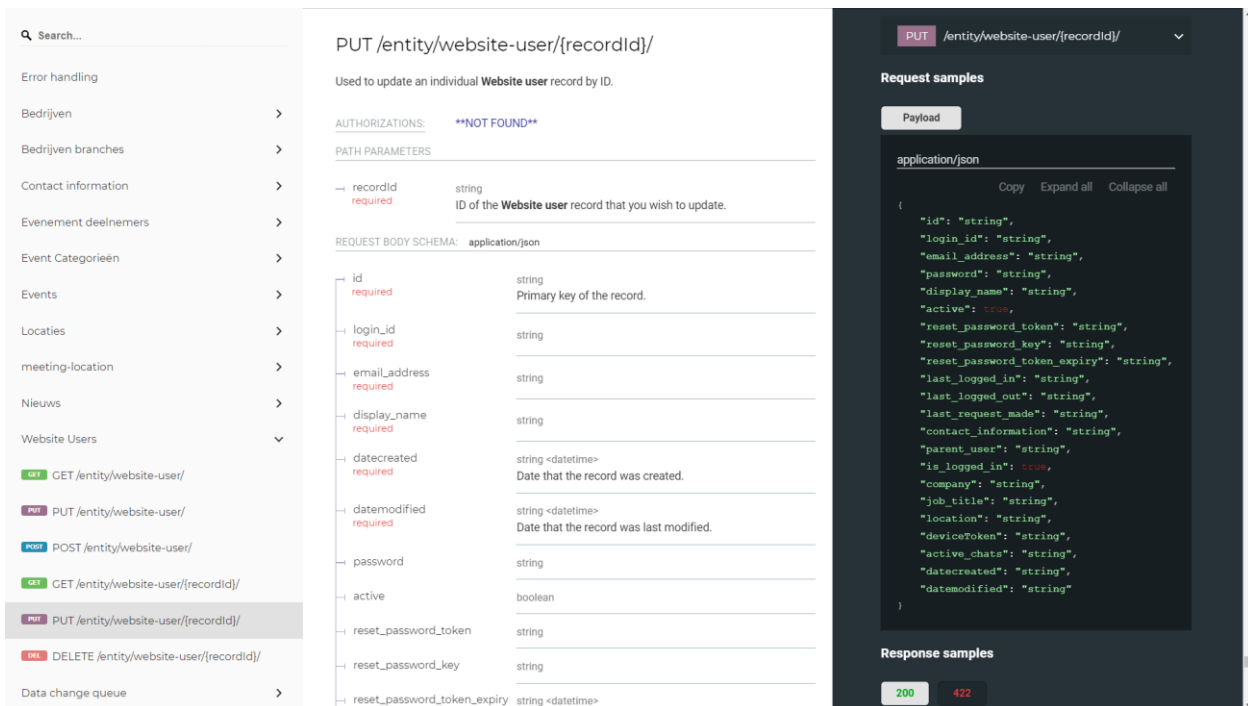 Search...
Error handling
Bedrijven
Bedrijven branches
Contact information
Evenement deelnemers
Event Categorieën
Events
Locaties
meeting-location
Nieuws
Website Users
GET GET /entity/website-user/
PUT PUT /entity/website-user/
POST POST /entity/website-user/
GET GET /entity/website-user/{recordId}/
PUT PUT /entity/website-user/{recordId}/
DEL DELETE /entity/website-user/{recordId}/
Data change queue
PUT /entity/website-user/{recordId}/
Used to update an individual Website user record by ID.
AUTHORIZATIONS: **NOT FOUND**
PATH PARAMETERS
recordId string
required ID of the Website user record that you wish to update.
REQUEST BODY SCHEMA: application/json
id string
required Primary key of the record.
login_id string
required
email_address string
required
display_name string
required
datecreated string <datetime>
required Date that the record was created.
datemodified string <datetime>
required Date that the record was last modified.
password string
active boolean
reset_password_token string
reset_password_key string
reset_password_token_expiry string <datetime>
PUT /entity/website-user/{recordId}/
Request samples
Payload
application/json
Copy Expand all Collapse all
{
"id": "string",
"login_id": "string",
"email_address": "string",
"password": "string",
"display_name": "string",
"active": true,
"reset_password_token": "string",
"reset_password_key": "string",
"reset_password_token_expiry": "string",
"last_logged_in": "string",
"last_logged_out": "string",
"last_request_made": "string",
"contact_information": "string",
"parent_user": "string",
"is_logged_in": true,
"company": "string",
"job_title": "string",
"location": "string",
"deviceToken": "string",
"active_chats": "string",
"datecreated": "string",
"datemodified": "string"
}
Response samples
200 422